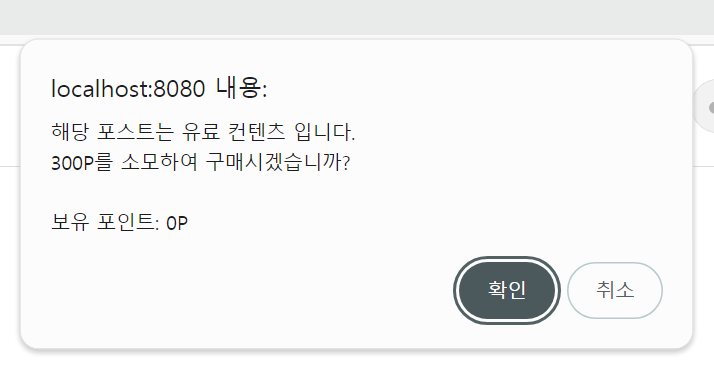 localhost:8080 내용:
해당 포스트는 유료 컨텐츠 입니다.
300P를 소모하여 구매시겠습니까?
보유 포인트: 0P
확인
취소